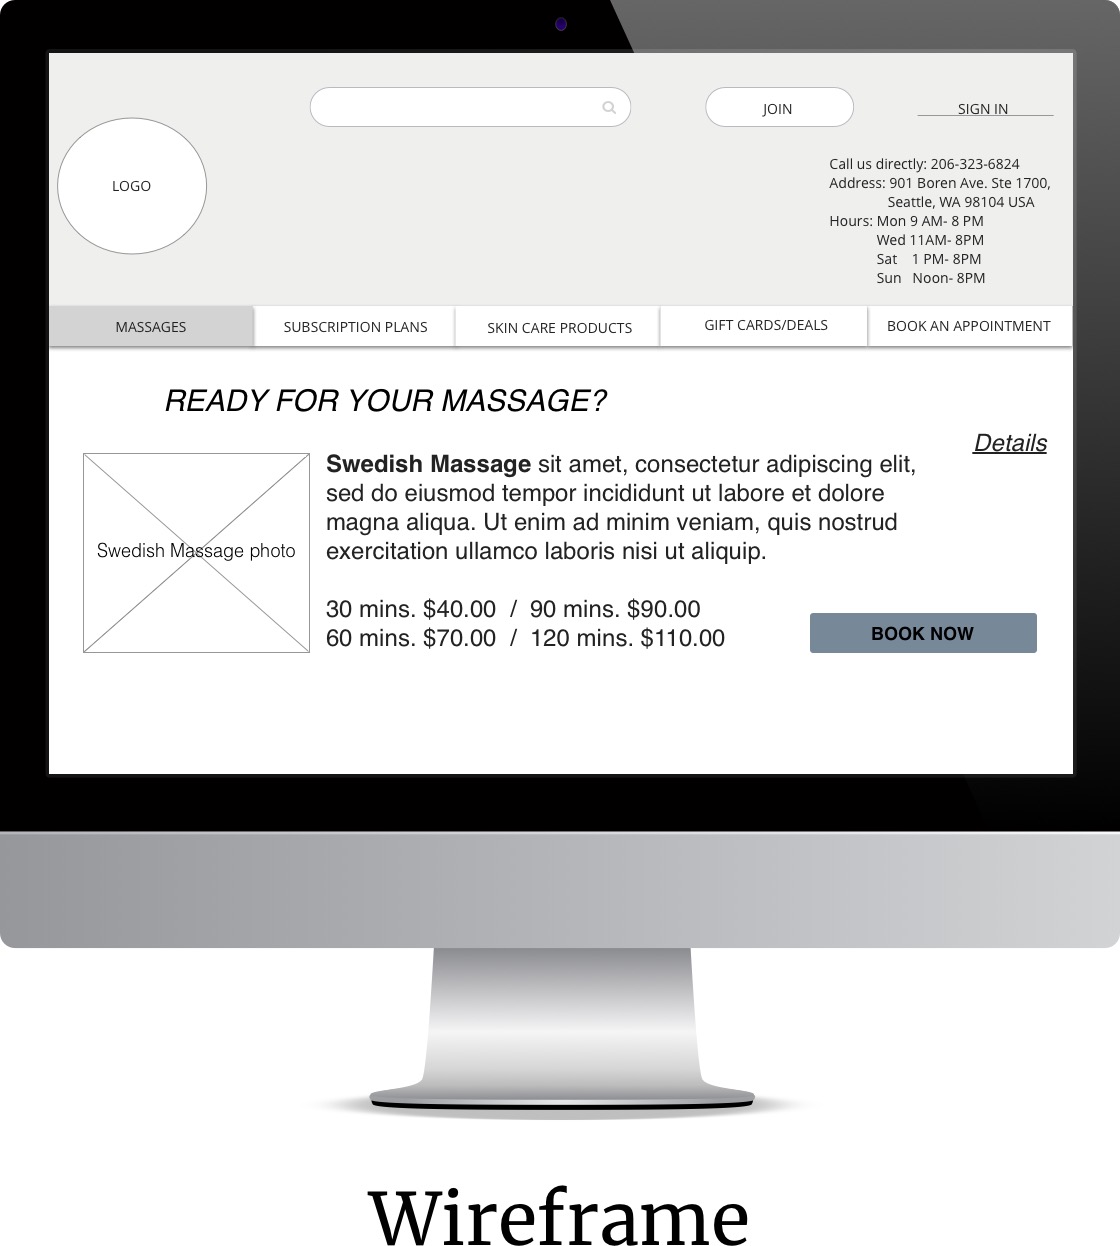 JOIN
SIGN IN
LOGO
Call us directly: 206-323-6824
Address: 901 Boren Ave. Ste 1700,
Seattle, WA 98104 USA
Hours: Mon 9 AM- 8 PM
Wed 11AM- 8PM
Sat 1 PM- 8PM
Sun Noon- 8PM
MASSAGES
SUBSCRIPTION PLANS
SKIN CARE PRODUCTS
GIFT CARDS/DEALS
BOOK AN APPOINTMENT
READY FOR YOUR MASSAGE?
Details
Swedish Massage photo
Swedish Massage sit amet, consectetur adipiscing elit,
sed do eiusmod tempor incididunt ut labore et dolore
magna aliqua. Ut enim ad minim veniam, quis nostrud
exercitation ullamco laboris nisi ut aliquip.
30 mins. $40.00 / 90 mins. $90.00
60 mins. $70.00 / 120 mins. $110.00
BOOK NOW
Wireframe